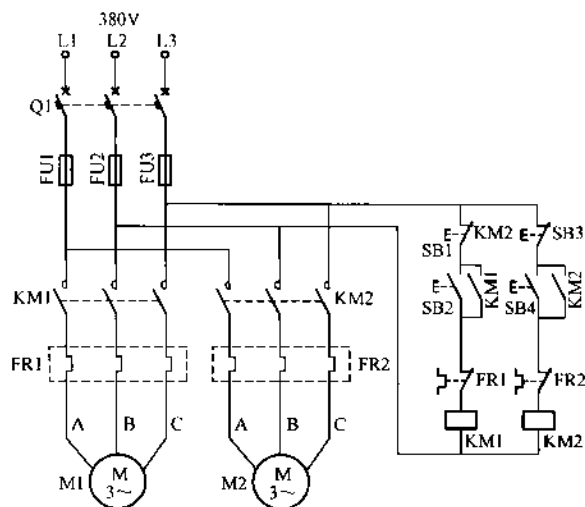 380V
L1 L2 L3
Q1
FU1 FU2 FU3
KM2 SB3
SB1
KM1 KM2
SB2 SB4
KM1 KM2
FR1 FR2
FR1 FR2
A B C A B C
KM1 KM2
M1 M 3~ M2 M 3~